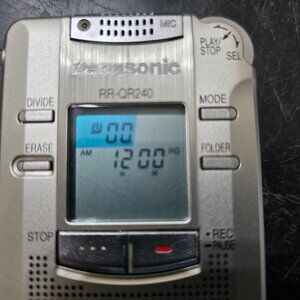 MIC
PLAY/
STOP
SEL
Panasonic
RR-QR240
DIVIDE
MODE
00
ERASE
AM 12:00 HQ
FOLDER
H M
STOP
• REC
PAUSE